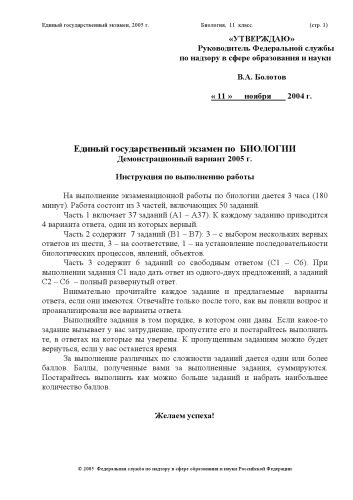 Единый государственный экзамен, 2005 г. Биология, 11 класс. (стр. 1)
«УТВЕРЖДАЮ»
Руководитель Федеральной службы
по надзору в сфере образования и науки
В.А. Болотов
« 11 » ноября 2004 г.
Единый государственный экзамен по БИОЛОГИИ
Демонстрационный вариант 2005 г.
Инструкция по выполнению работы
На выполнение экзаменационной работы по биологии дается 3 часа (180
минут). Работа состоит из 3 частей, включающих 50 заданий.
Часть 1 включает 37 заданий (А1 – А37). К каждому заданию приводится
4 варианта ответа, один из которых верный.
Часть 2 содержит 7 заданий (В1 – В7): 3 – с выбором нескольких верных
ответов из шести, 3 – на соответствие, 1 – на установление последовательности
биологических процессов, явлений, объектов.
Часть 3 содержит 6 заданий со свободным ответом (С1 – С6). При
выполнении задания С1 надо дать ответ из одного-двух предложений, а заданий
С2 – С6 – полный развернутый ответ.
Внимательно прочитайте каждое задание и предлагаемые варианты
ответа, если они имеются. Отвечайте только после того, как вы поняли вопрос и
проанализировали все варианты ответа.
Выполняйте задания в том порядке, в котором они даны. Если какое-то
задание вызывает у вас затруднение, пропустите его и постарайтесь выполнить
те, в ответах на которые вы уверены. К пропущенным заданиям можно будет
вернуться, если у вас останется время.
За выполнение различных по сложности заданий дается один или более
баллов. Баллы, полученные вами за выполненные задания, суммируются.
Постарайтесь выполнить как можно больше заданий и набрать наибольшее
количество баллов.
Желаем успеха!
© 2005 Федеральная служба по надзору в сфере образования и науки Российской Федерации